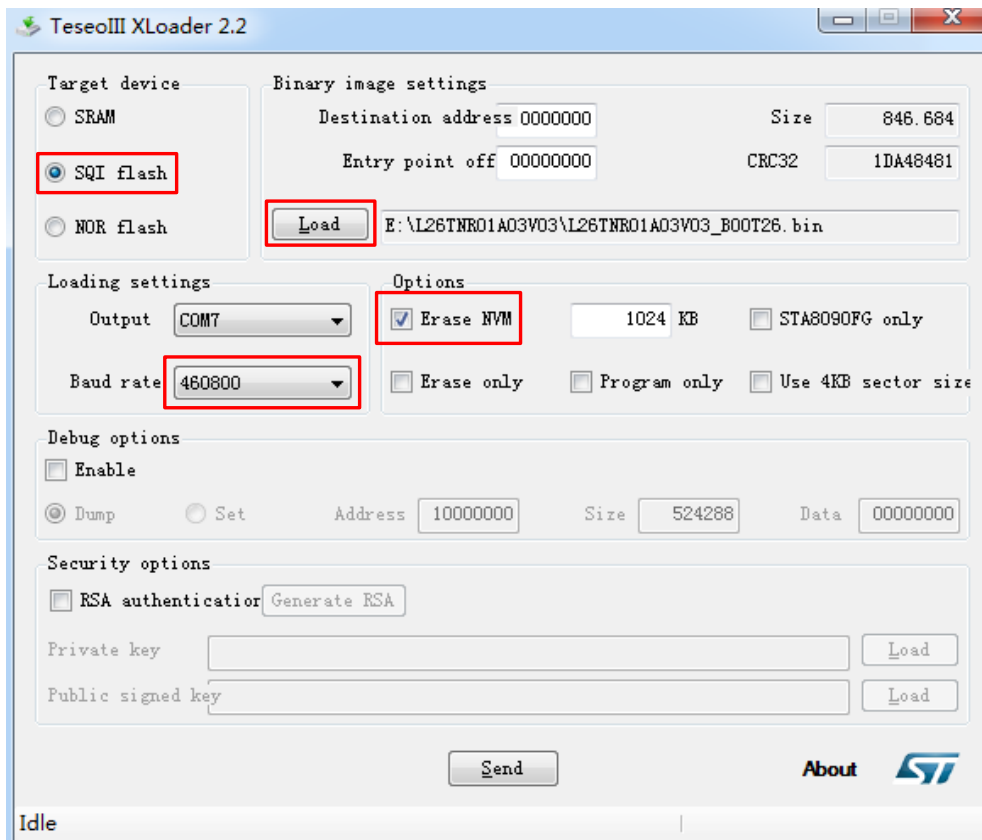 TeseoIII XLoader 2.2
Target device
SRAM
SQI flash
NOR flash
Binary image settings
Destination address 0000000
Size 846.684
Entry point off 00000000
CRC32 1DA48481
Load E:\L26TNR01A03V03\L26TNR01A03V03_BOOT26.bin
Loading settings
Output COM7
Baud rate 460800
Options
Erase NVM 1024 KB STA8090FG only
Erase only Program only Use 4KB sector size
Debug options
Enable
Dump Set Address 10000000 Size 524288 Data 00000000
Security options
RSA authentication Generate RSA
Private key Load
Public signed key Load
Send About ST
Idle